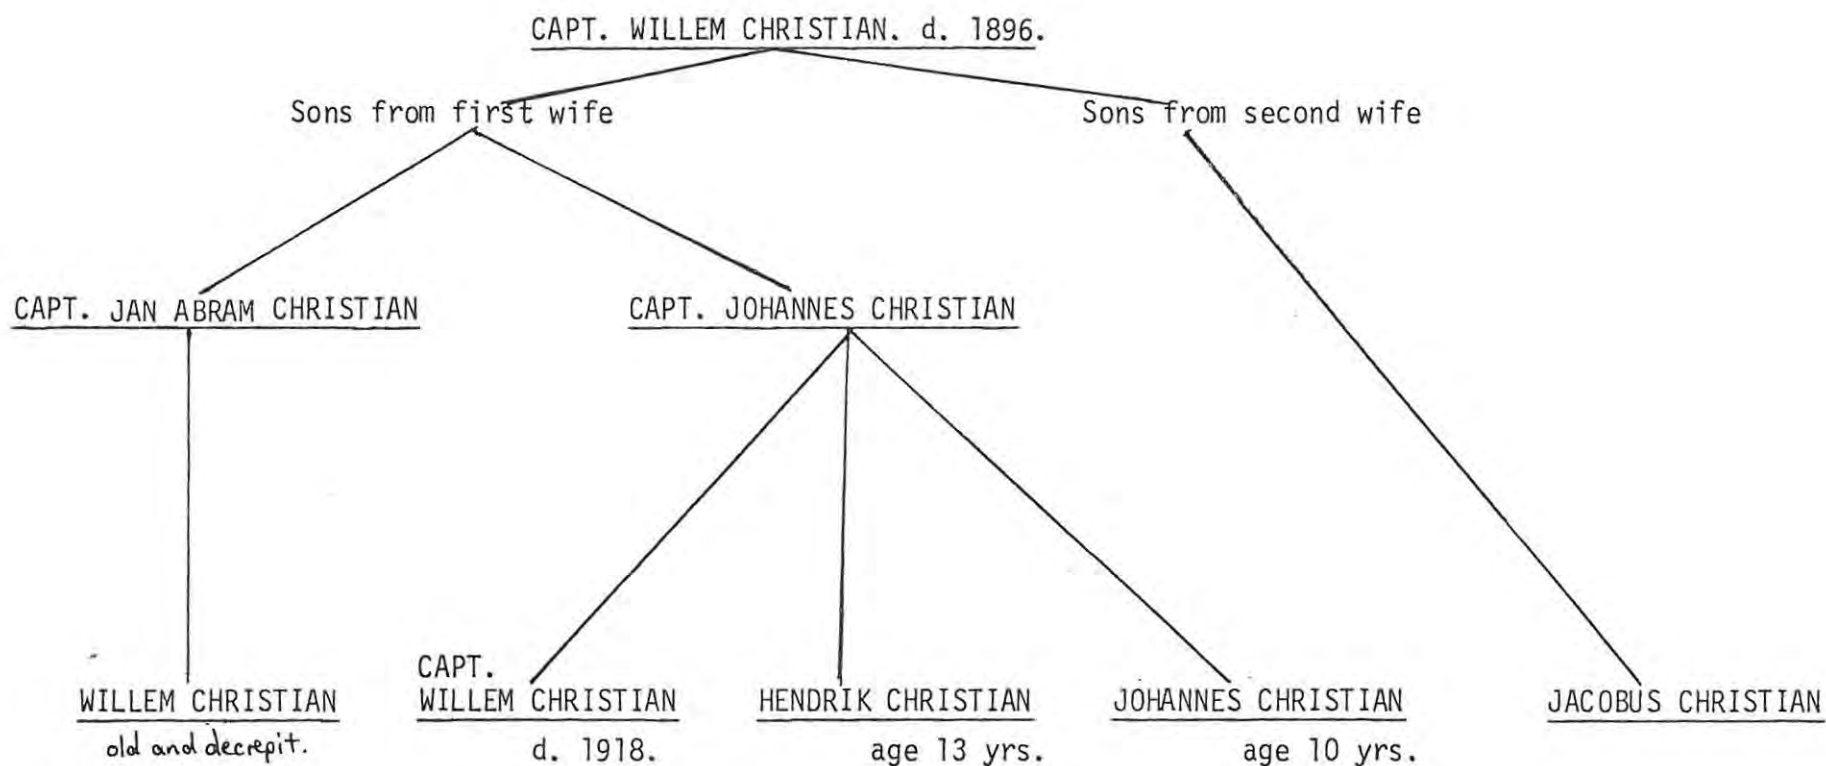 CAPT. WILLEM CHRISTIAN. d. 1896.
Sons from first wife
Sons from second wife
CAPT. JAN ABRAM CHRISTIAN
CAPT. JOHANNES CHRISTIAN
CAPT.
WILLEM CHRISTIAN
WILLEM CHRISTIAN
HENDRIK CHRISTIAN
JOHANNES CHRISTIAN
JACOBUS CHRISTIAN
old and decrepit.
d. 1918.
age 13 yrs.
age 10 yrs.